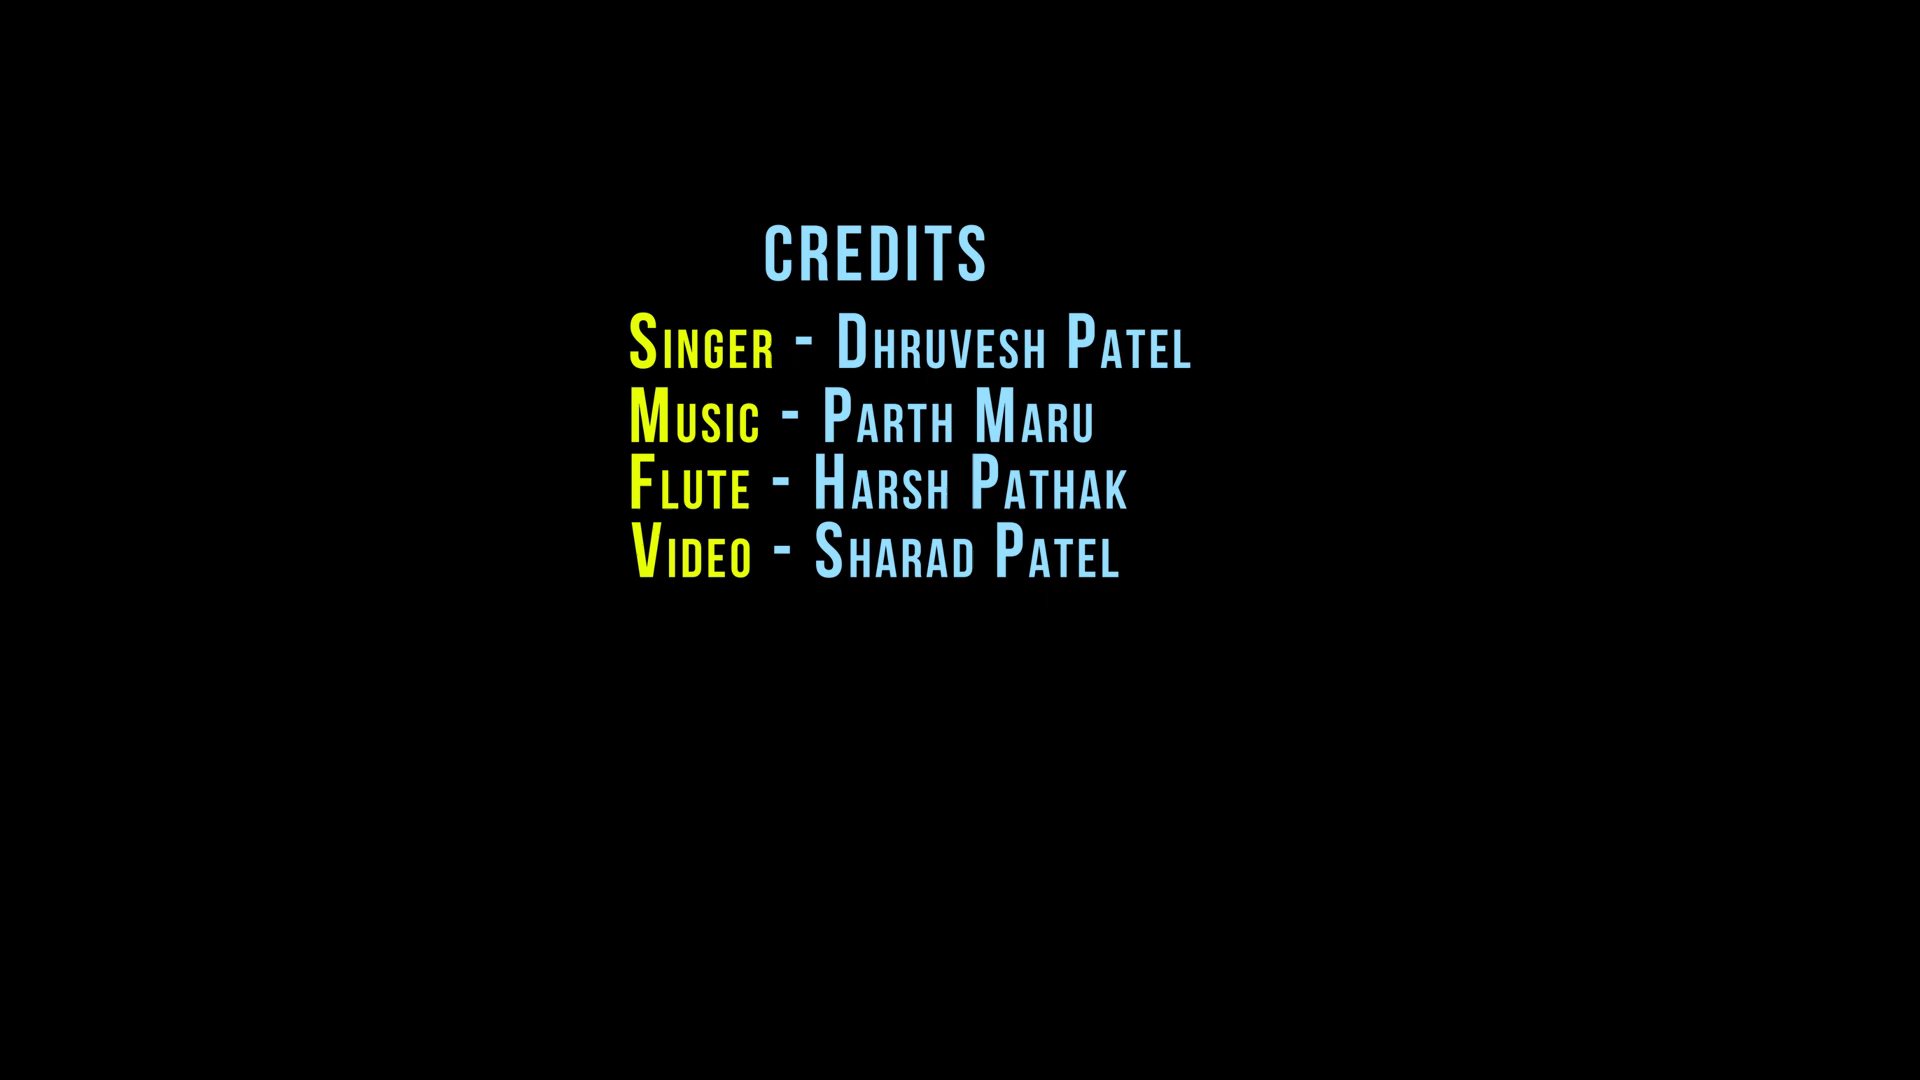 CREDITS
Singer - Dhruvesh Patel
Music - Parth Maru
Flute - Harsh Pathak
Video - Sharad Patel